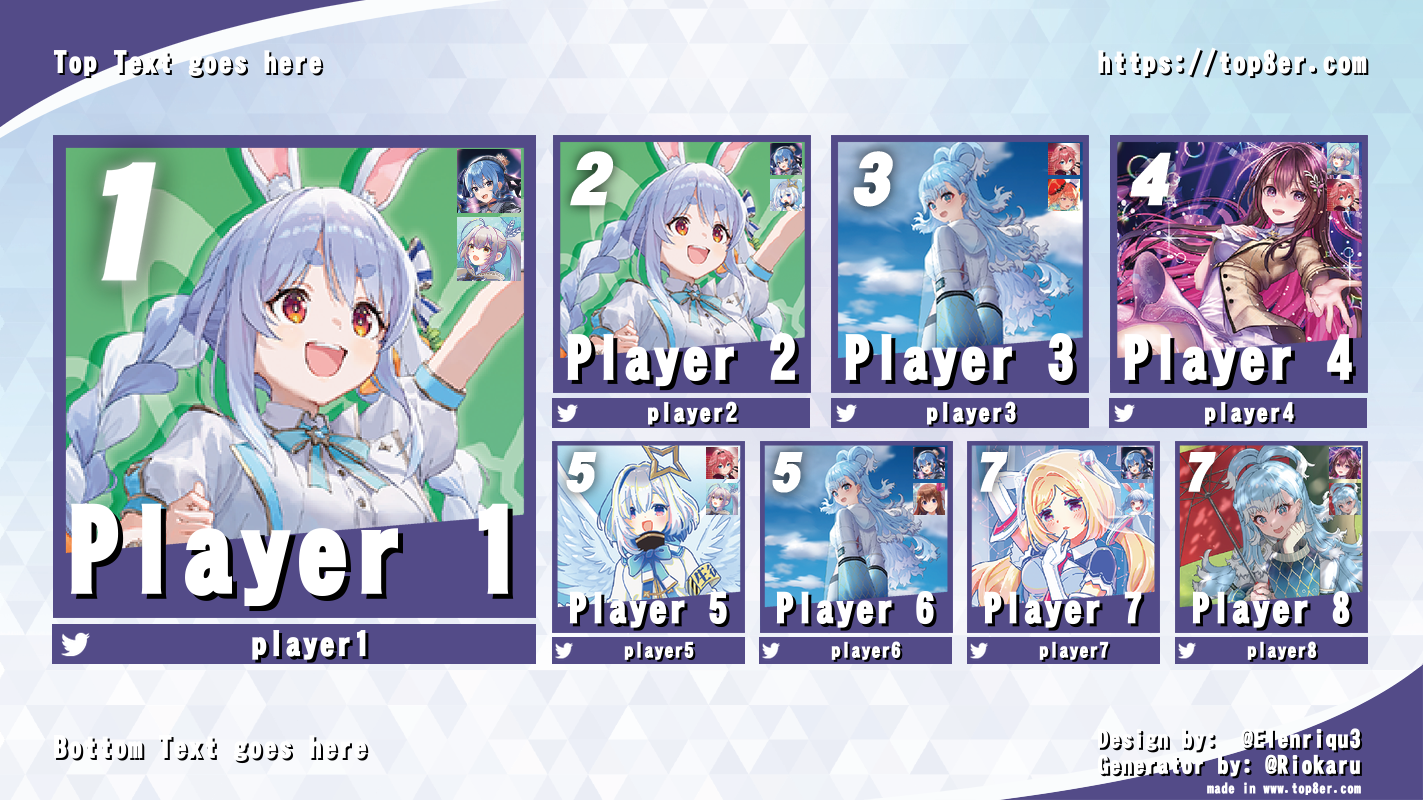 Top Text goes here
https://top8er.com
1
Player 1
player1
2
Player 2
player2
3
Player 3
player3
4
Player 4
player4
5
Player 5
player5
5
Player 6
player6
7
Player 7
player7
7
Player 8
player8
Bottom Text goes here
Design by: @Elenriqu3
Generator by: @Riokaru
made in www.top8er.com